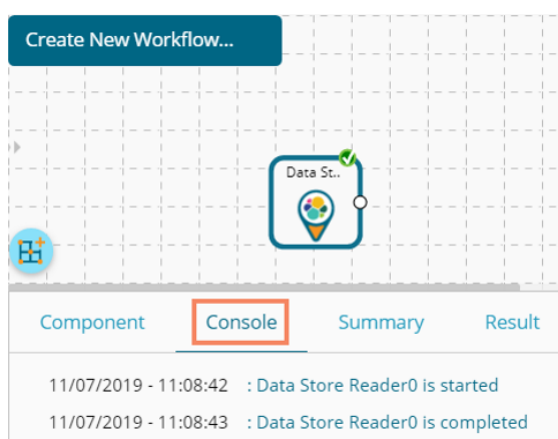 Create New Workflow...
Data St..
Component Console Summary Result
11/07/2019 - 11:08:42 : Data Store Reader0 is started
11/07/2019 - 11:08:43 : Data Store Reader0 is completed